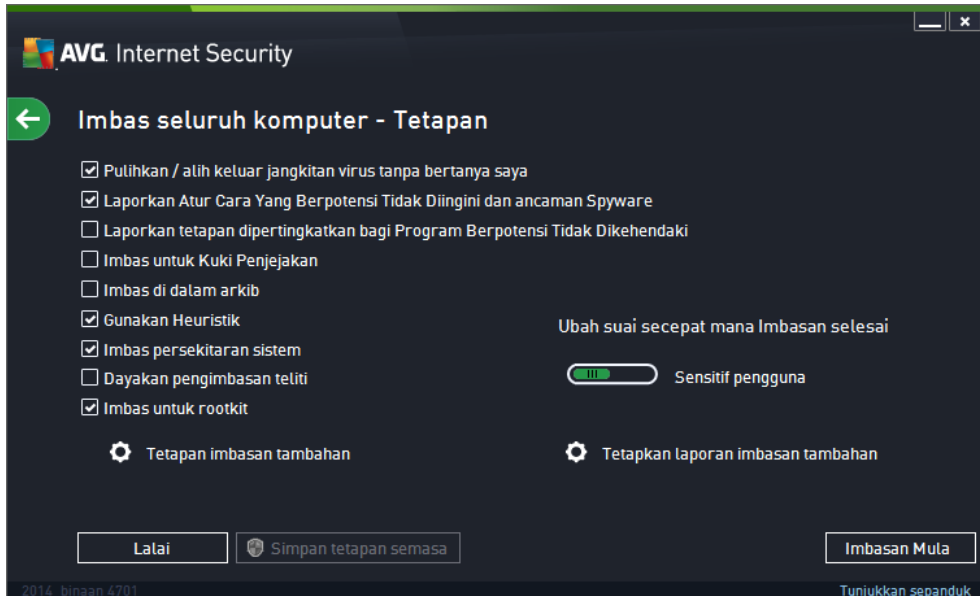 AVG. Internet Security
Imbas seluruh komputer - Tetapan
Pulihkan / alih keluar jangkitan virus tanpa bertanya saya
Laporkan Atur Cara Yang Berpotensi Tidak Diingini dan ancaman Spyware
Laporkan tetapan dipertingkatkan bagi Program Berpotensi Tidak Dikehendaki
Imbas untuk Kuki Penjejakan
Imbas di dalam arkib
Gunakan Heuristik
Imbas persekitaran sistem
Dayakan pengimbasan teliti
Imbas untuk rootkit
Ubah suai secepat mana Imbasan selesai
Sensitif pengguna
Tetapan imbasan tambahan
Tetapkan laporan imbasan tambahan
Lalai
Simpan tetapan semasa
Imbasan Mula
2014 binaan 4701
Tunjukkan sepanduk